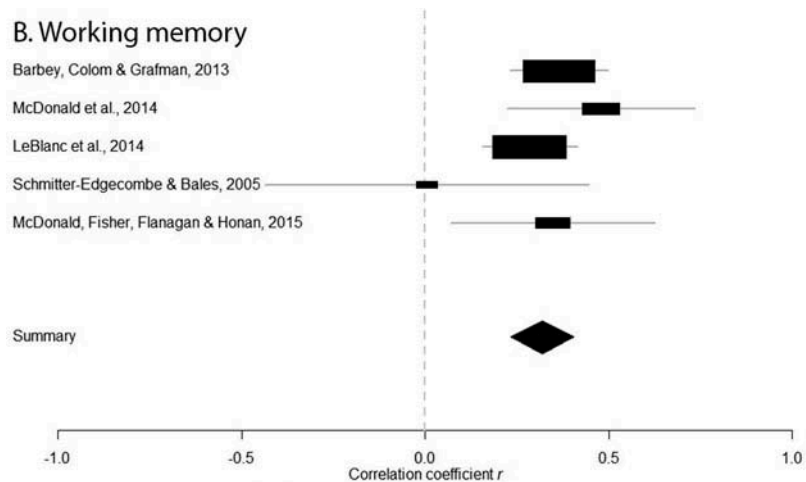 B. Working memory
Barbey, Colom & Grafman, 2013
McDonald et al., 2014
LeBlanc et al., 2014
Schmitter-Edgecombe & Bales, 2005
McDonald, Fisher, Flanagan & Honan, 2015
Summary
-1.0 -0.5 0.0 0.5 1.0
Correlation coefficient r